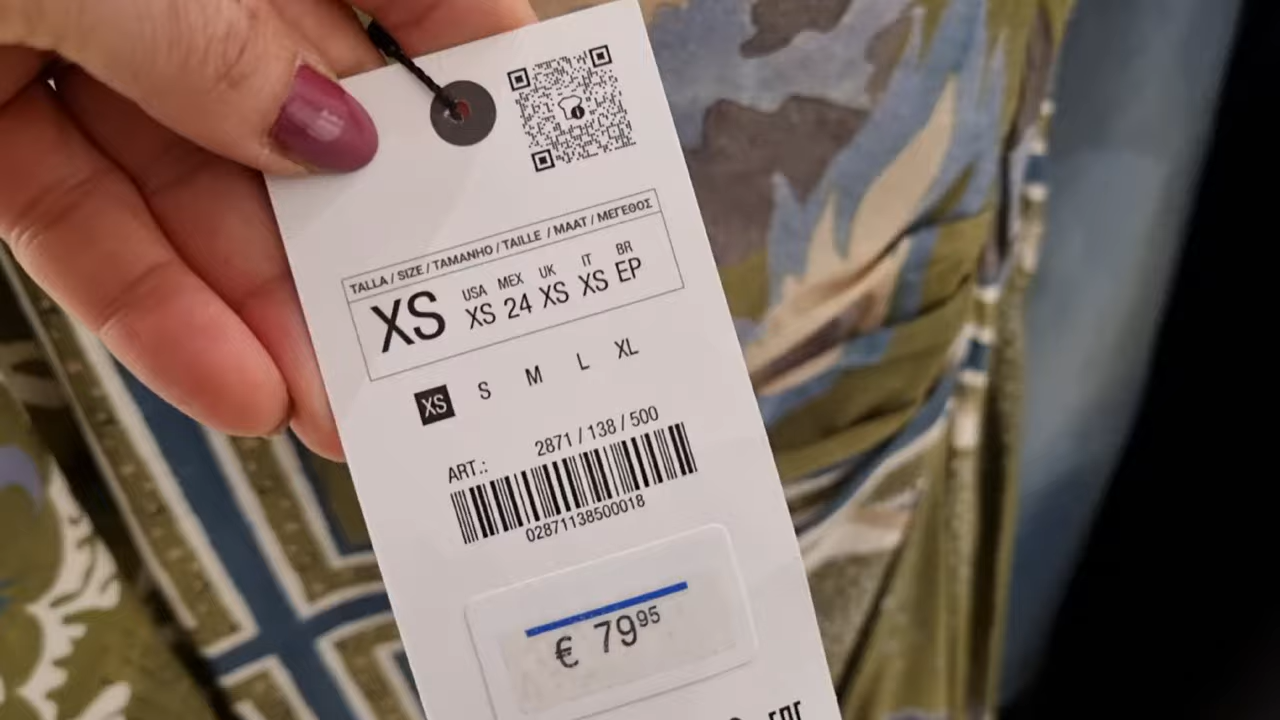 TALLA / SIZE / TAMANHO / TAILLE / MAAT / ΜΕΓΕΘΟΣ
XS
USA MEX UK IT BR
XS 24 XS XS EP
XS S M L XL
ART.: 2871 / 138 / 500
02871138500018
€ 7995